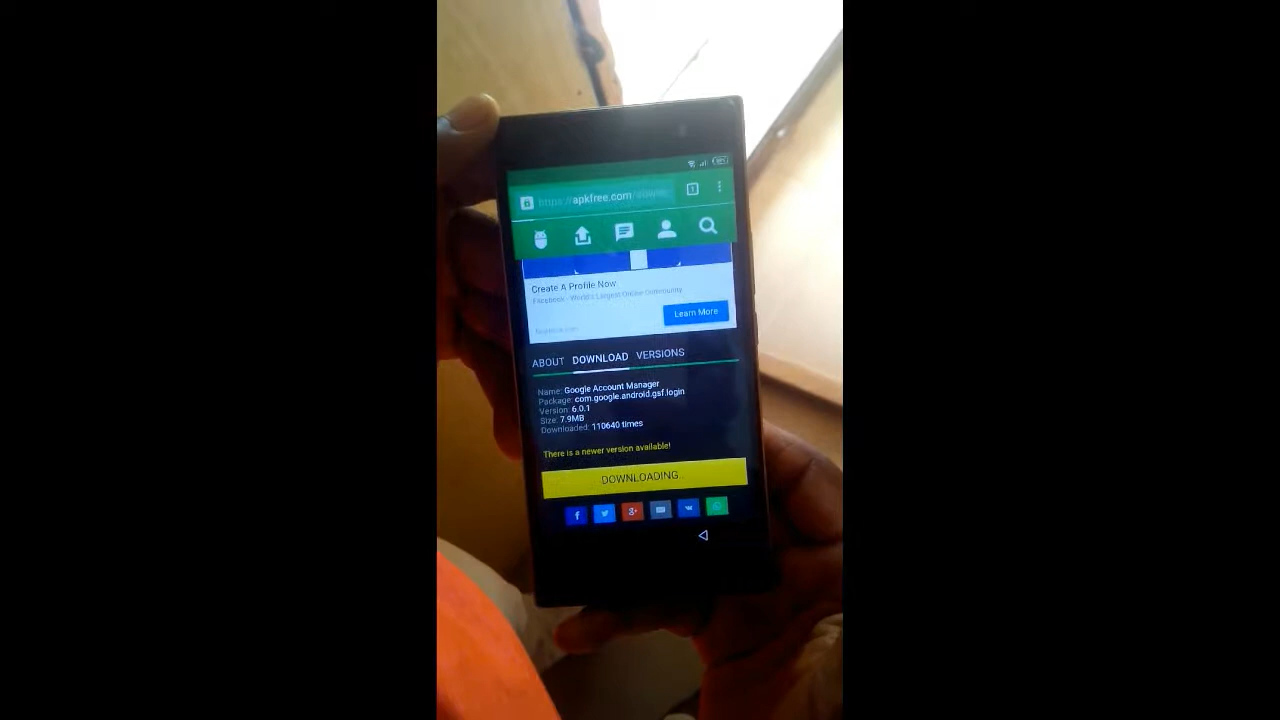 https://apkfree.com/
1
Create A Profile Now
Facebook - World's Largest Online Community
Learn More
ABOUT DOWNLOAD VERSIONS
Name: Google Account Manager
Package: com.google.android.gsf.login
Version: 6.0.1
Size: 7.9MB
Downloaded: 110640 times
There is a newer version available!
DOWNLOADING